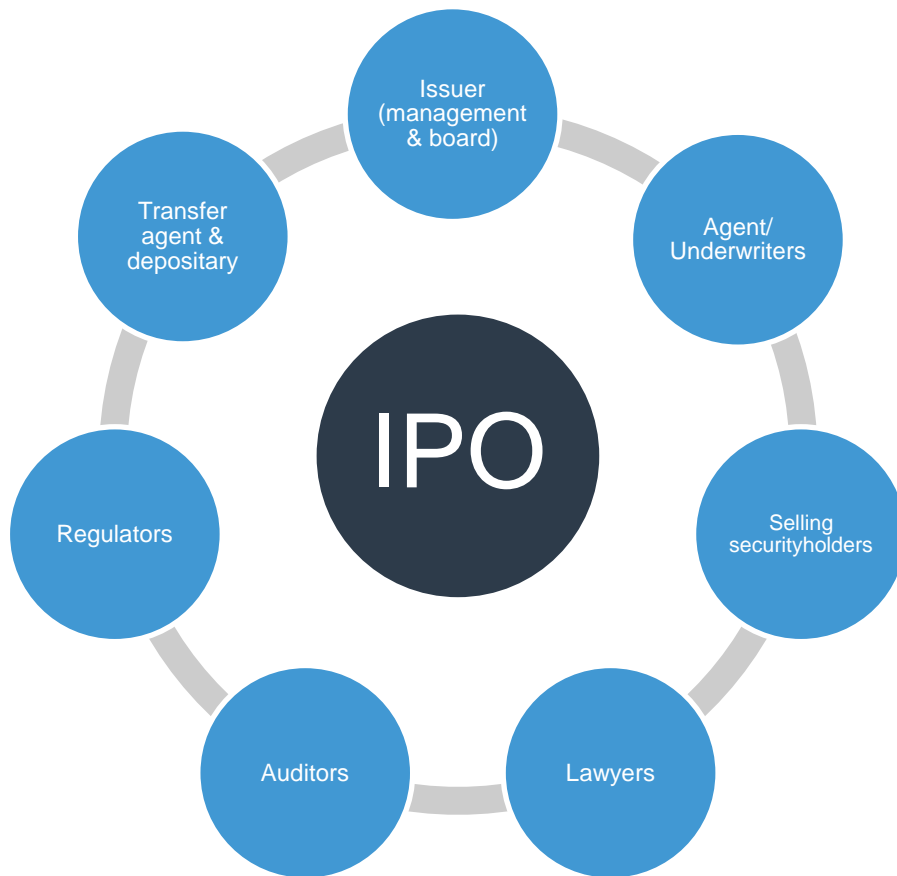 Issuer
(management
& board)
Agent/
Underwriters
Selling
securityholders
Lawyers
Auditors
Regulators
Transfer
agent &
depositary
IPO